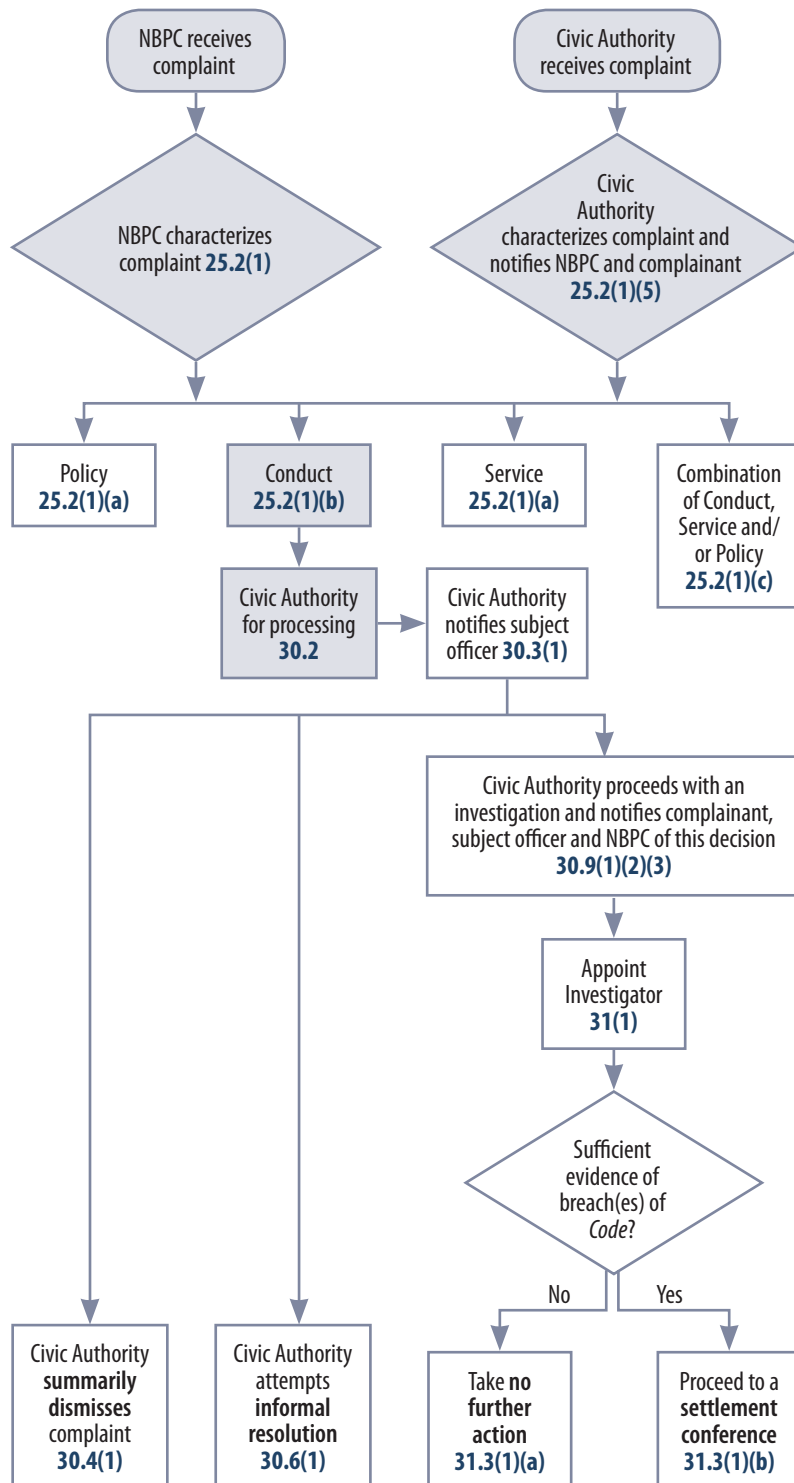 NBPC receives
complaint
Civic Authority
receives complaint
NBPC characterizes
complaint 25.2(1)
Civic
Authority
characterizes complaint and
notifies NBPC and complainant
25.2(1)(5)
Policy
25.2(1)(a)
Conduct
25.2(1)(b)
Service
25.2(1)(a)
Combination
of Conduct,
Service and/
or Policy
25.2(1)(c)
Civic Authority
for processing
30.2
Civic Authority
notifies subject
officer 30.3(1)
Civic Authority proceeds with an
investigation and notifies complainant,
subject officer and NBPC of this decision
30.9(1)(2)(3)
Appoint
Investigator
31(1)
Sufficient
evidence of
breach(es) of
Code?
No
Yes
Civic Authority
summarily
dismisses
complaint
30.4(1)
Civic Authority
attempts
informal
resolution
30.6(1)
Take no
further
action
31.3(1)(a)
Proceed to a
settlement
conference
31.3(1)(b)